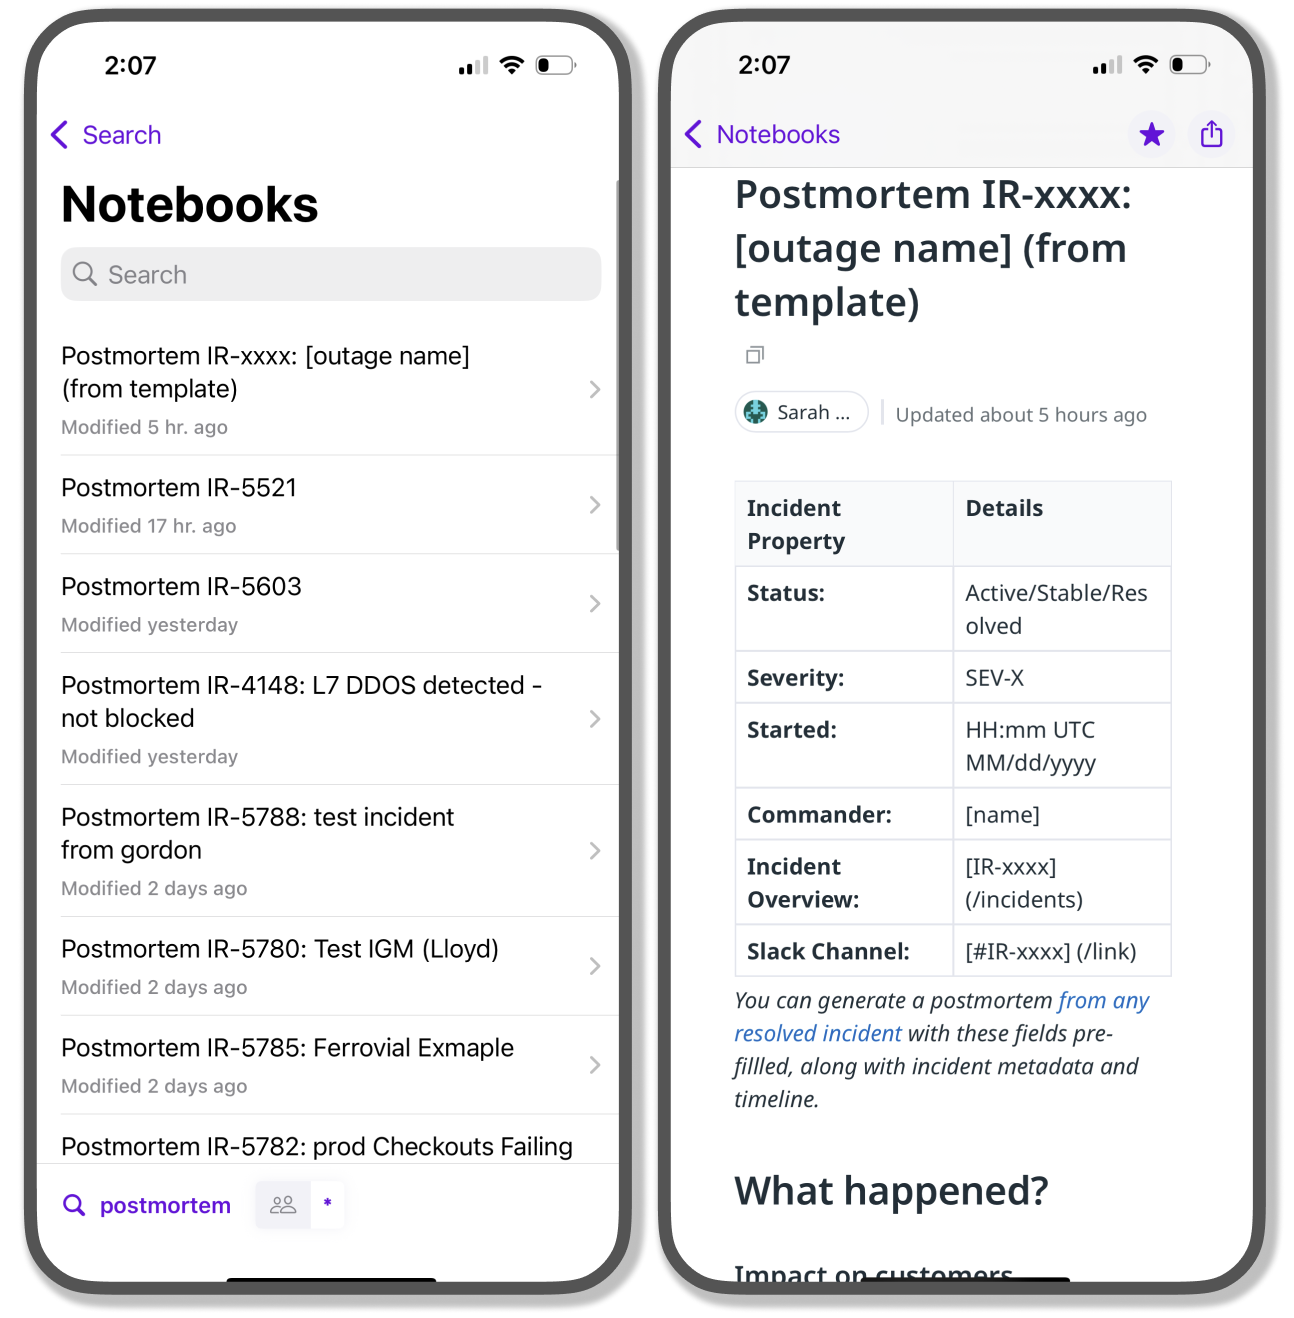 2:07
Search
Notebooks
Search
Postmortem IR-xxxx: [outage name]
(from template)
Modified 5 hr. ago
Postmortem IR-5521
Modified 17 hr. ago
Postmortem IR-5603
Modified yesterday
Postmortem IR-4148: L7 DDOS detected -
not blocked
Modified yesterday
Postmortem IR-5788: test incident
from gordon
Modified 2 days ago
Postmortem IR-5780: Test IGM (Lloyd)
Modified 2 days ago
Postmortem IR-5785: Ferrovial Exmaple
Modified 2 days ago
Postmortem IR-5782: prod Checkouts Failing
postmortem *
2:07
Notebooks
Postmortem IR-xxxx:
[outage name] (from
template)
Sarah ... Updated about 5 hours ago
Incident Property Details
Status: Active/Stable/Resolved
Severity: SEV-X
Started: HH:mm UTC MM/dd/yyyy
Commander: [name]
Incident Overview: [IR-xxxx] (/incidents)
Slack Channel: [#IR-xxxx] (/link)
You can generate a postmortem from any
resolved incident with these fields pre-
fillled, along with incident metadata and
timeline.
What happened?
Impact on customers